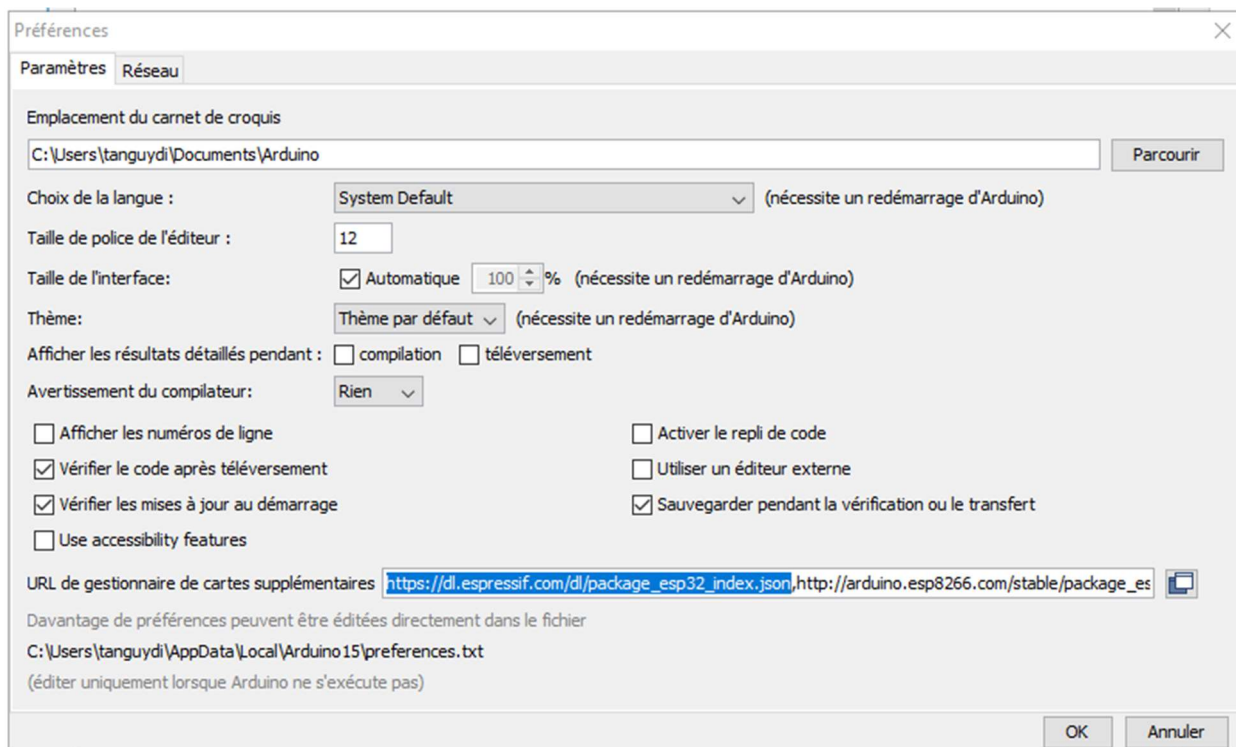 Préférences
Paramètres Réseau
Emplacement du carnet de croquis
C:\Users\tanguydi\Documents\Arduino Parcourir
Choix de la langue : System Default (nécessite un redémarrage d'Arduino)
Taille de police de l'éditeur : 12
Taille de l'interface: Automatique 100 % (nécessite un redémarrage d'Arduino)
Thème: Thème par défaut (nécessite un redémarrage d'Arduino)
Afficher les résultats détaillés pendant : compilation téléversement
Avertissement du compilateur: Rien
Afficher les numéros de ligne Activer le repli de code
Vérifier le code après téléversement Utiliser un éditeur externe
Vérifier les mises à jour au démarrage Sauvegarder pendant la vérification ou le transfert
Use accessibility features
URL de gestionnaire de cartes supplémentaires https://dl.espressif.com/dl/package_esp32_index.json,http://arduino.esp8266.com/stable/package_es
Davantage de préférences peuvent être éditées directement dans le fichier
C:\Users\tanguydi\AppData\Local\Arduino15\preferences.txt
(éditer uniquement lorsque Arduino ne s'exécute pas)
OK Annuler